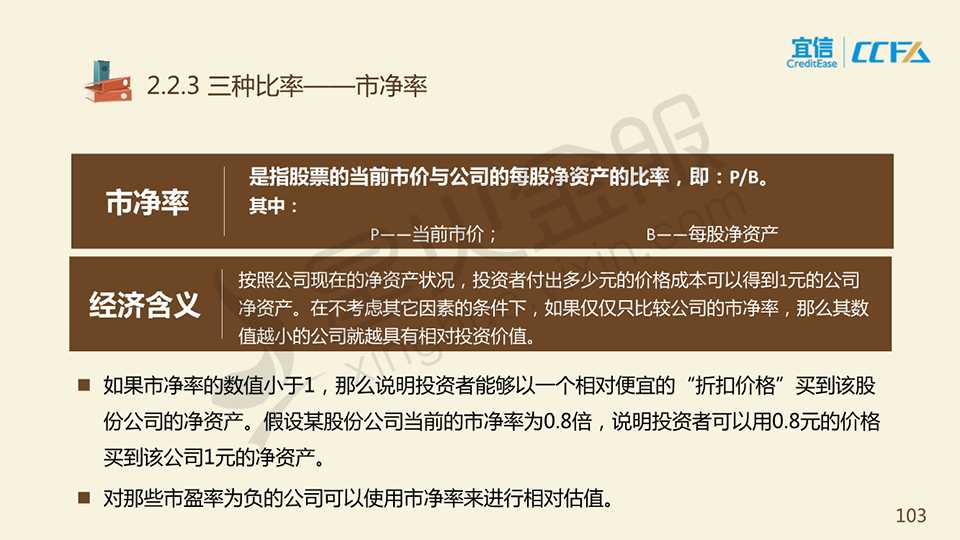 宜信
CreditEase
CCFA
2.2.3 三种比率——市净率
市净率
是指股票的当前市价与公司的每股净资产的比率，即：P/B。
其中：
P——当前市价；
B——每股净资产
经济含义
按照公司现在的净资产状况，投资者付出多少元的价格成本可以得到1元的公司
净资产。在不考虑其它因素的条件下，如果仅仅只比较公司的市净率，那么其数
值越小的公司就越具有相对投资价值。
■ 如果市净率的数值小于1，那么说明投资者能够以一个相对便宜的“折扣价格”买到该股
份公司的净资产。假设某股份公司当前的市净率为0.8倍，说明投资者可以用0.8元的价格
买到该公司1元的净资产。
■ 对那些市盈率为负的公司可以使用市净率来进行相对估值。
103